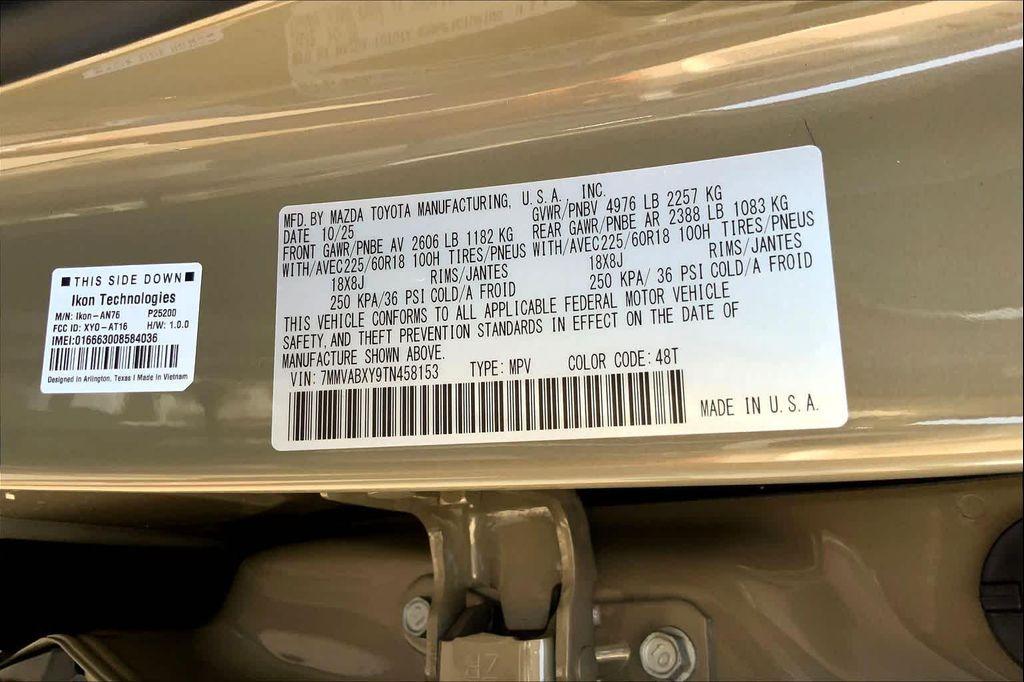 ■ THIS SIDE DOWN ■
Ikon Technologies
M/N: Ikon-AN76 P25200
FCC ID: XYO-AT16 H/W: 1.0.0
IMEI:016663008584036
Designed in Arlington, Texas | Made in Vietnam
MFD. BY MAZDA TOYOTA MANUFACTURING, U.S.A., INC.
DATE 10/25 GVWR/PNBV 4976 LB 2257 KG
FRONT GAWR/PNBE AV 2606 LB 1182 KG REAR GAWR/PNBE AR 2388 LB 1083 KG
WITH/AVEC225/60R18 100H TIRES/PNEUS WITH/AVEC225/60R18 100H TIRES/PNEUS
18X8J RIMS/JANTES 18X8J RIMS/JANTES
250 KPA/36 PSI COLD/A FROID 250 KPA/ 36 PSI COLD/A FROID
THIS VEHICLE CONFORMS TO ALL APPLICABLE FEDERAL MOTOR VEHICLE
SAFETY, AND THEFT PREVENTION STANDARDS IN EFFECT ON THE DATE OF
MANUFACTURE SHOWN ABOVE.
VIN: 7MMVABXY9TN458153 TYPE: MPV COLOR CODE: 48T
MADE IN U.S.A.